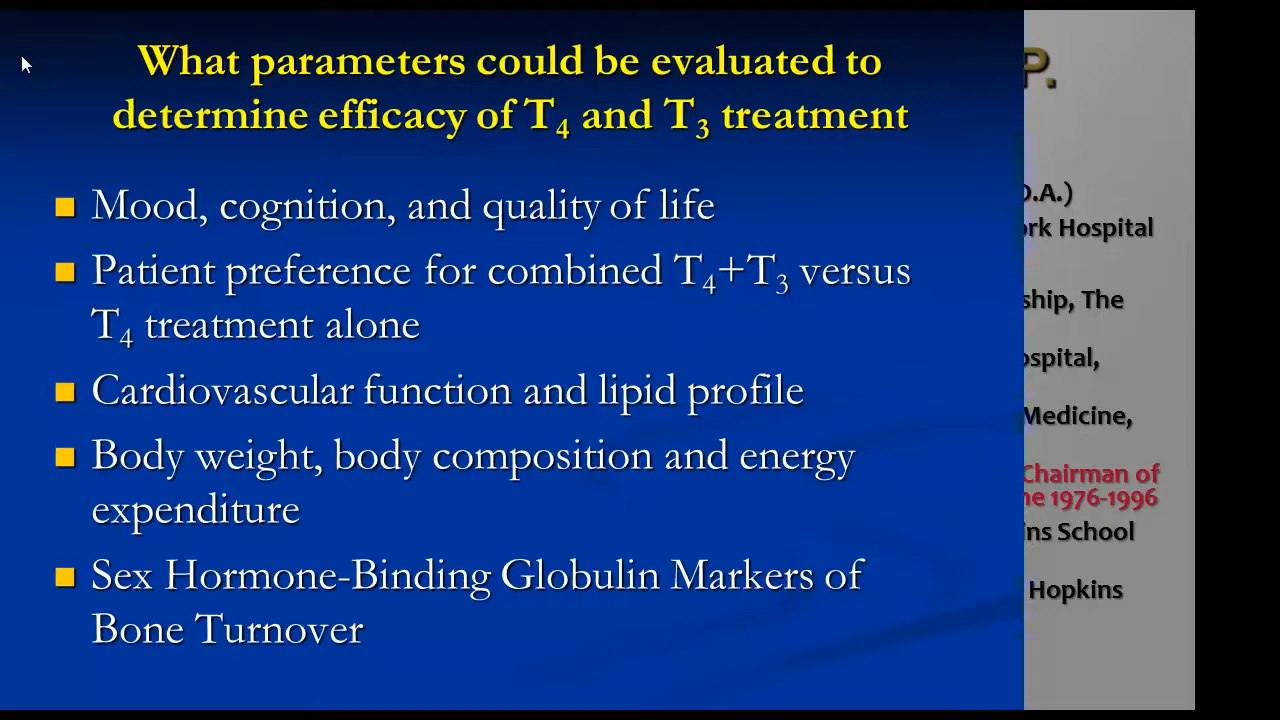 What parameters could be evaluated to
determine efficacy of T₄ and T₃ treatment
Mood, cognition, and quality of life
Patient preference for combined T₄+T₃ versus
T₄ treatment alone
Cardiovascular function and lipid profile
Body weight, body composition and energy
expenditure
Sex Hormone-Binding Globulin Markers of
Bone Turnover
P.
O.A.)
ork Hospital
ship, The
ospital,
Medicine,
Chairman of
ne 1976-1996
ins School
Hopkins